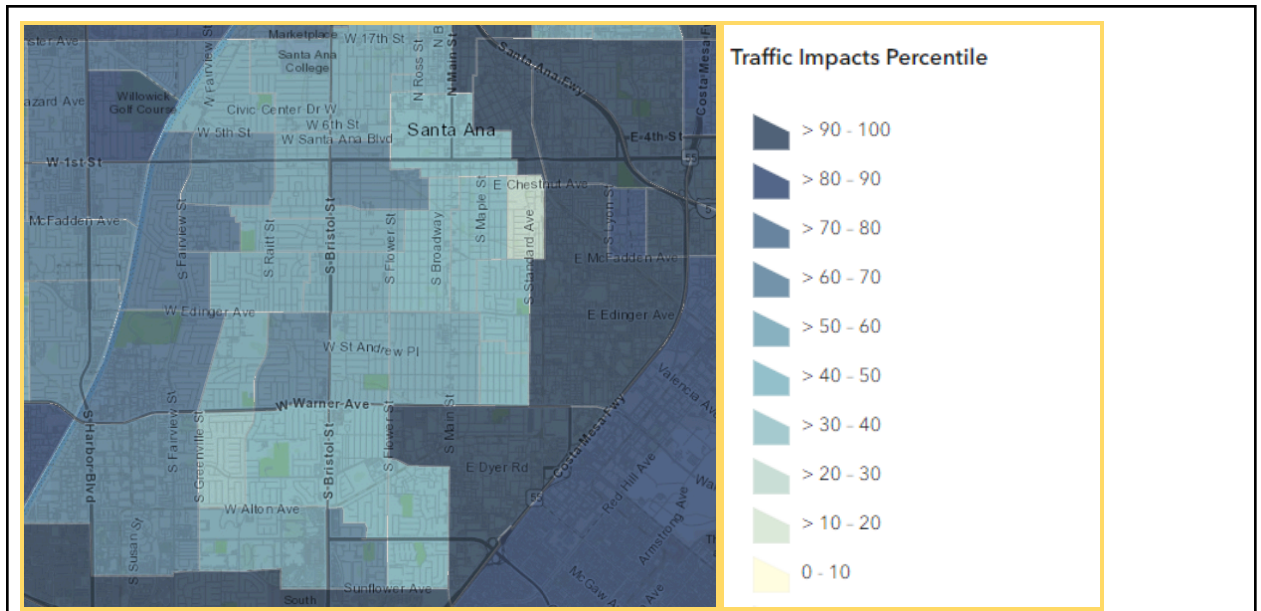 Marketplace
W 17th St
Santa Ana
College
N Fairview St
N Ross St
N B
N Main St
Santa Ana Fwy
Costa Mesa F
ster Ave
azard Ave
Willowick
Golf Course
Civic Center Dr W
W 5th St
W 6th St
W Santa Ana Blvd
Santa Ana
E 4th St
W 1st St
E Chestnut Ave
McFadden Ave
S Fairview St
S Raitt St
S Bristol St
S Flower St
S Broadway
S Maple St
S Standard Ave
S Lyon St
E McFadden Ave
W Edinger Ave
E Edinger Ave
W St Andrew Pl
Valencia Av
W Warner Ave
S Harbor Blvd
S Fairview St
S Greenville St
S Bristol St
S Flower St
S Main St
Costa Mesa Fwy
E Dyer Rd
55
Red Hill Ave
Wa
W Alton Ave
Armstrong Ave
S Susan St
Sunflower Ave
McGaw Av
South
Traffic Impacts Percentile
> 90 - 100
> 80 - 90
> 70 - 80
> 60 - 70
> 50 - 60
> 40 - 50
> 30 - 40
> 20 - 30
> 10 - 20
0 - 10